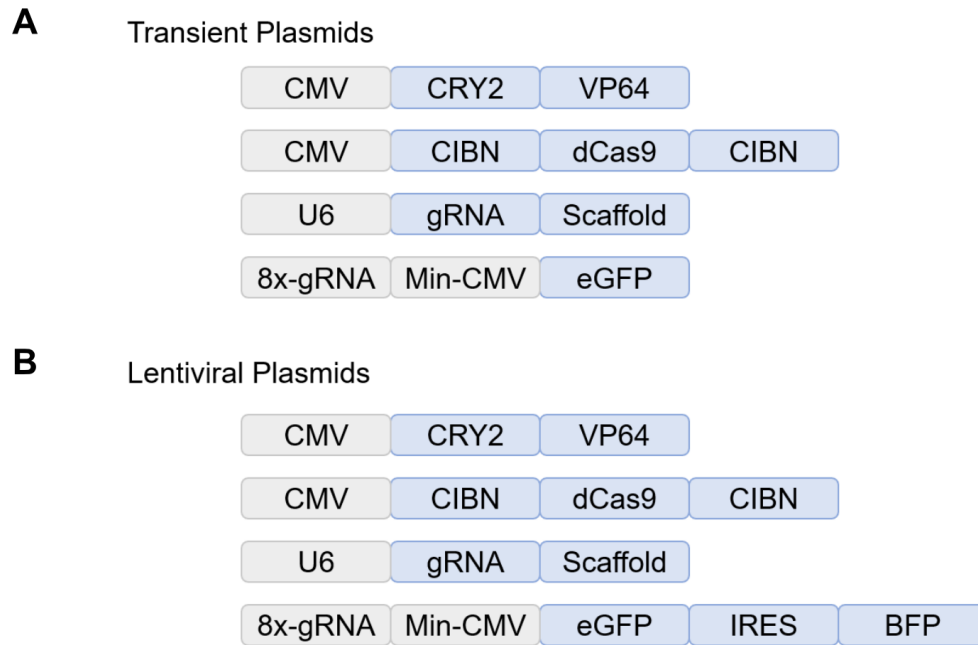 A
Transient Plasmids
CMV CRY2 VP64
CMV CIBN dCas9 CIBN
U6 gRNA Scaffold
8x-gRNA Min-CMV eGFP
B
Lentiviral Plasmids
CMV CRY2 VP64
CMV CIBN dCas9 CIBN
U6 gRNA Scaffold
8x-gRNA Min-CMV eGFP IRES BFP